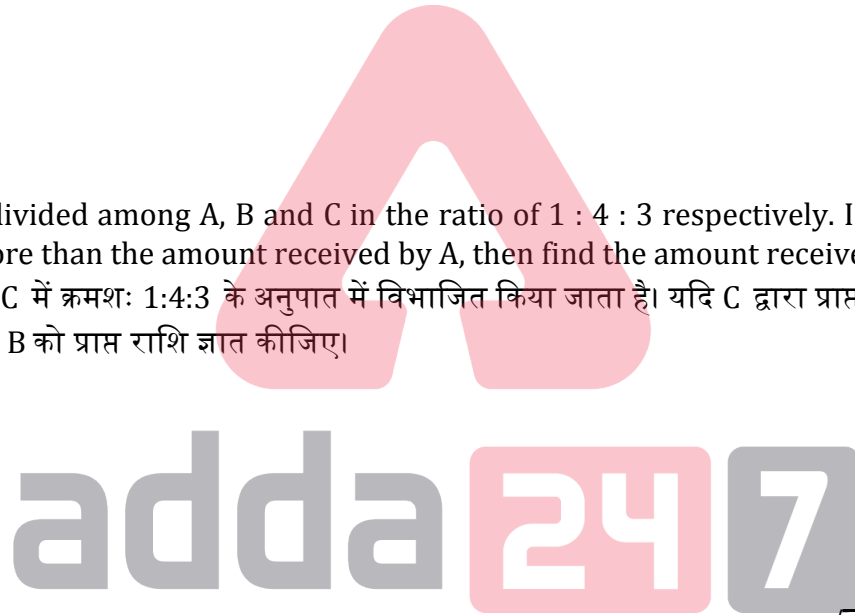 divided among A, B and C in the ratio of 1 : 4 : 3 respectively. I
ore than the amount received by A, then find the amount receive
C में क्रमशः 1:4:3 के अनुपात में विभाजित किया जाता है। यदि C द्वारा प्राप्त
B को प्राप्त राशि ज्ञात कीजिए।
adda 247